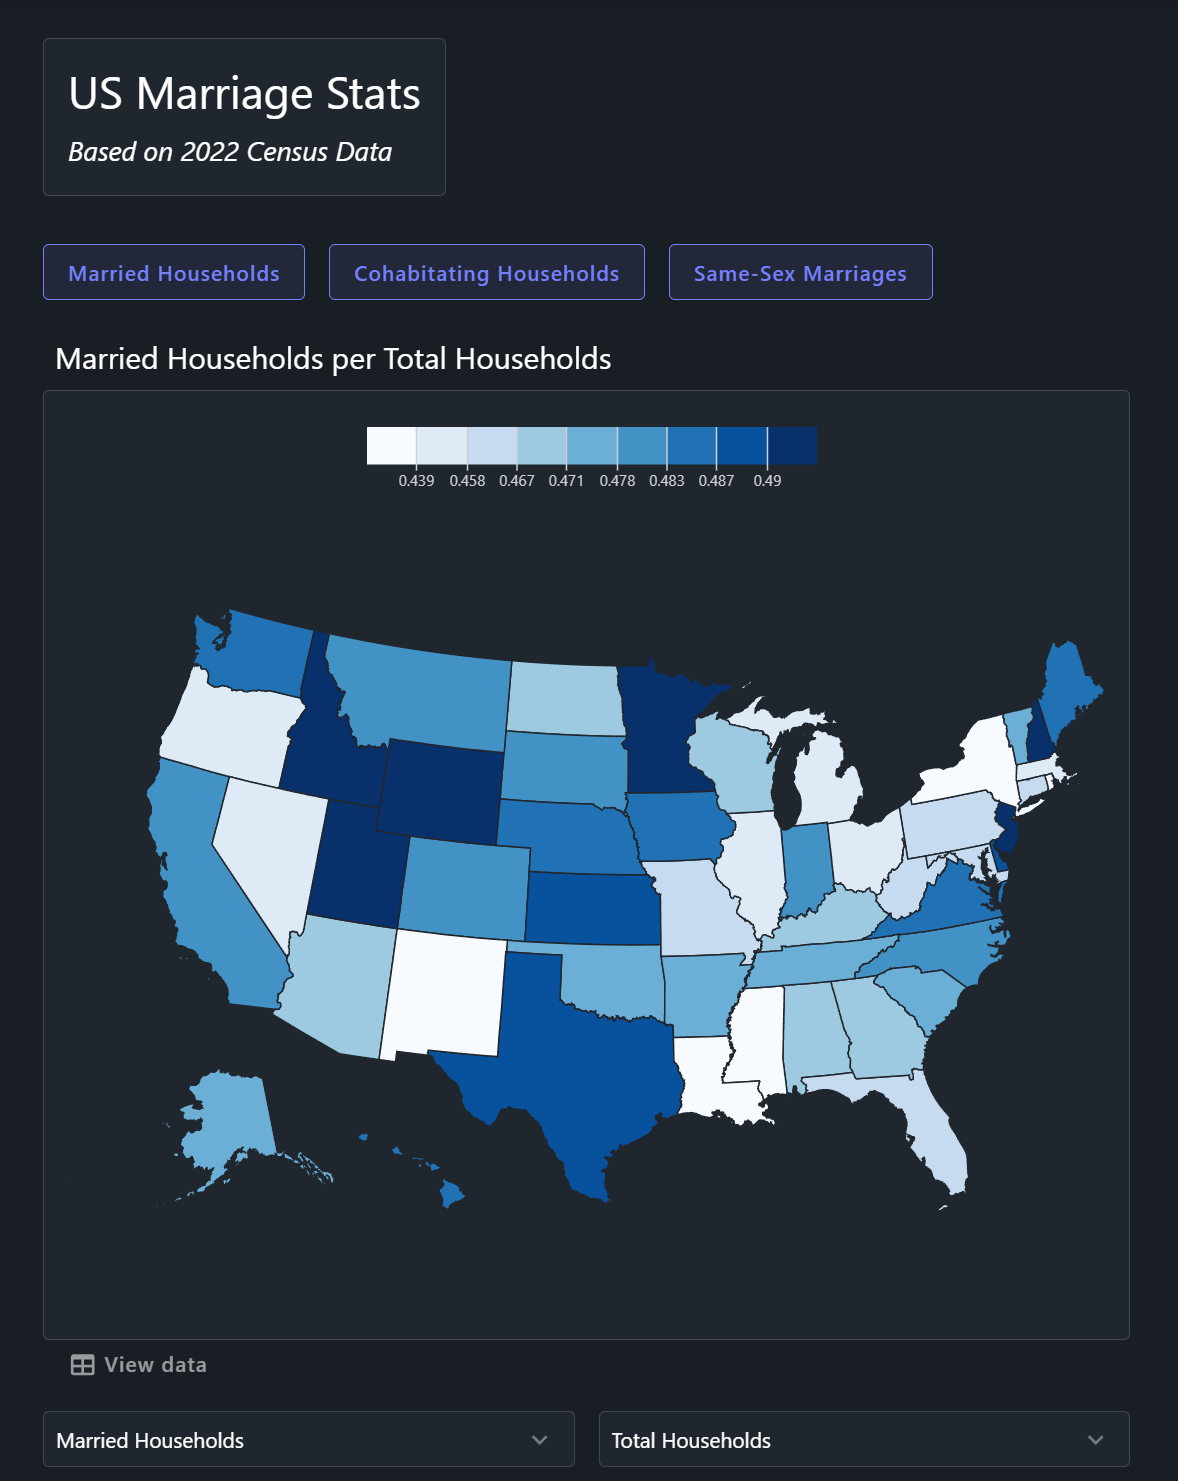 US Marriage Stats
Based on 2022 Census Data
Married Households
Cohabitating Households
Same-Sex Marriages
Married Households per Total Households
0.439 0.458 0.467 0.471 0.478 0.483 0.487 0.49
View data
Married Households
Total Households